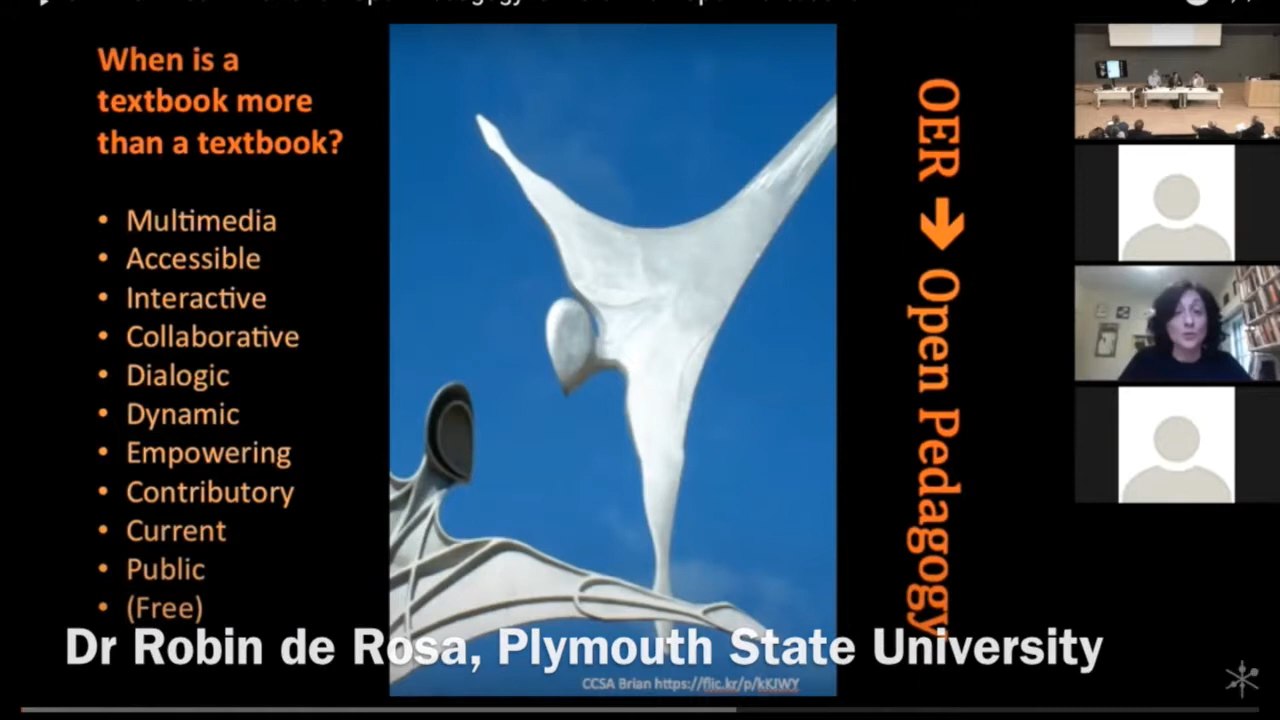 When is a
textbook more
than a textbook?
• Multimedia
• Accessible
• Interactive
• Collaborative
• Dialogic
• Dynamic
• Empowering
• Contributory
• Current
• Public
• (Free)
OER → Open Pedagogy
Dr Robin de Rosa, Plymouth State University
CCSA Brian https://flic.kr/p/kKJWY